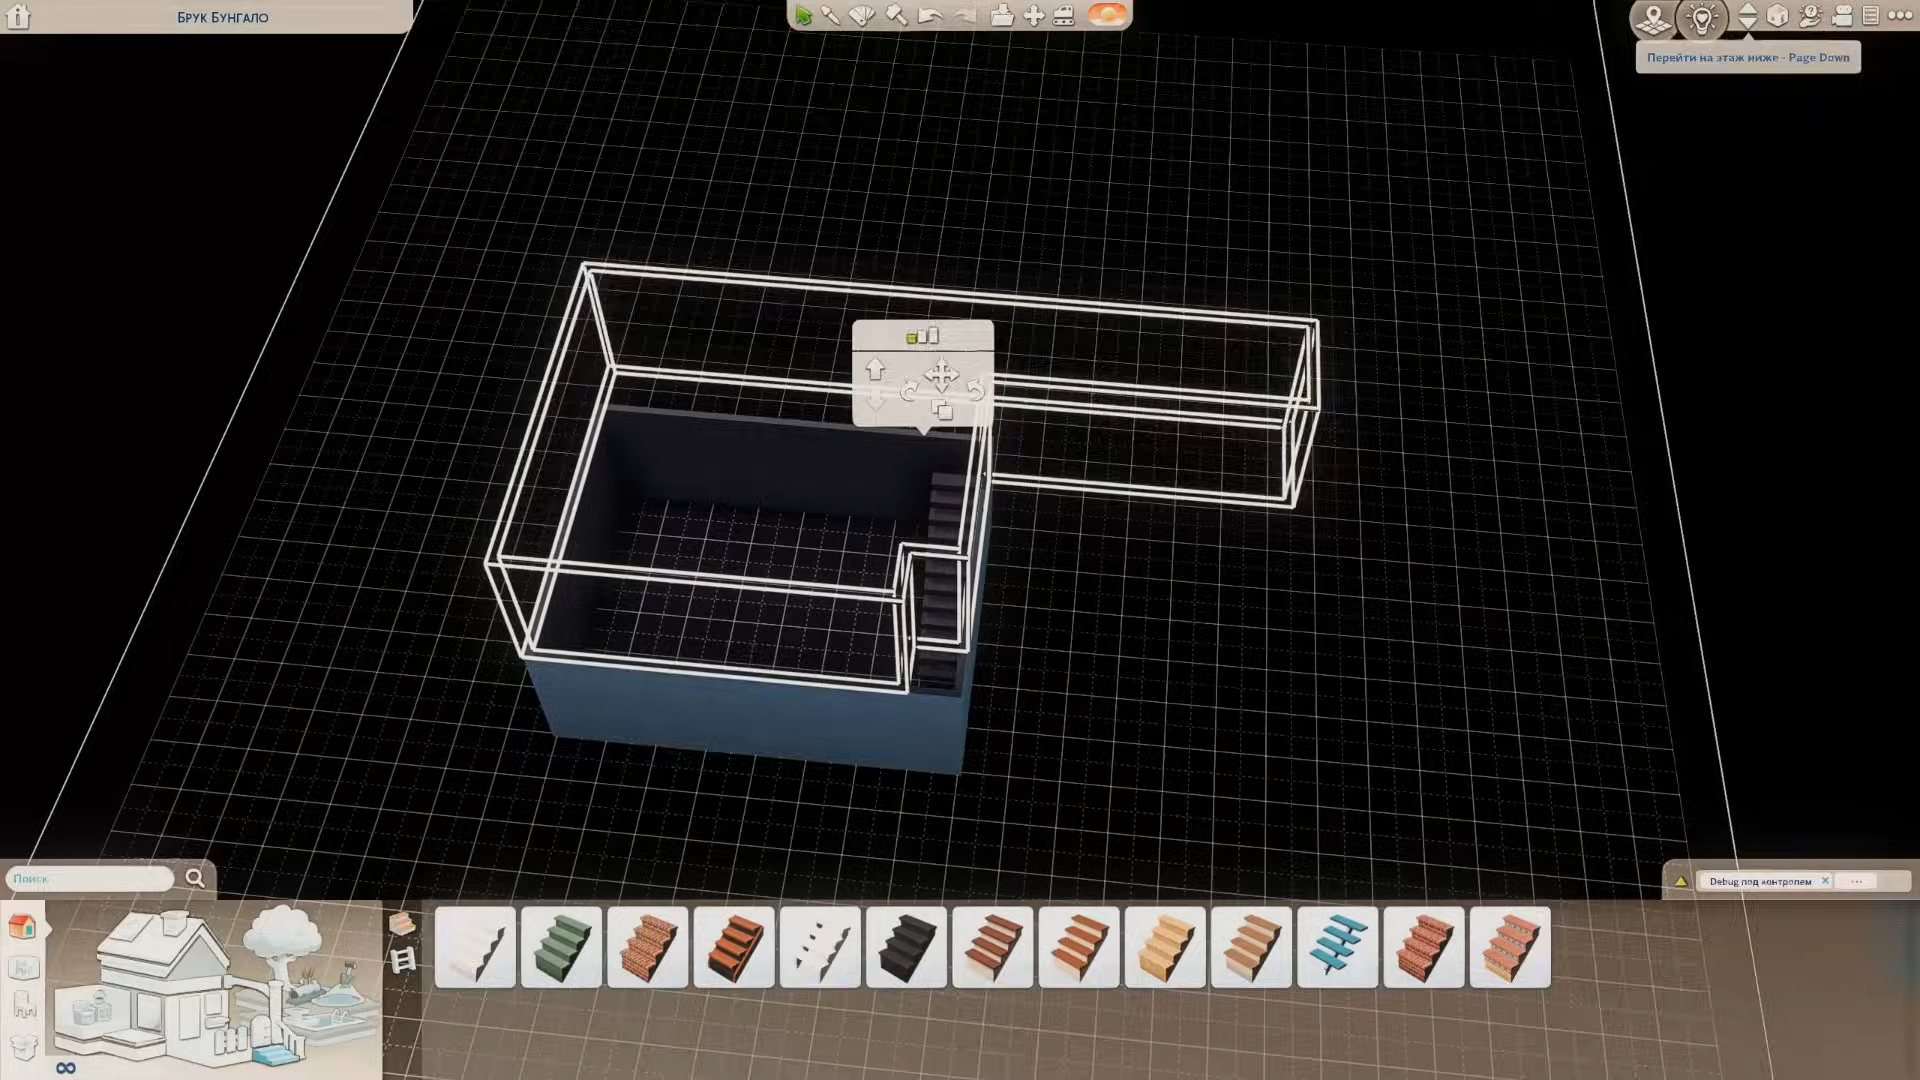 Брук Бунгало
Перейти на этаж ниже - Page Down
Поиск
Debug под контролем